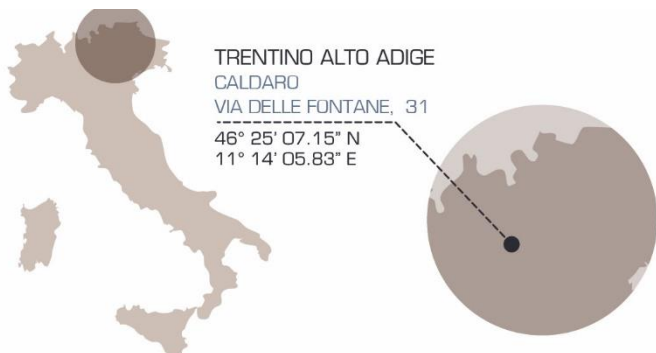 TRENTINO ALTO ADIGE
CALDARO
VIA DELLE FONTANE, 31
46° 25' 07.15" N
11° 14' 05.83" E